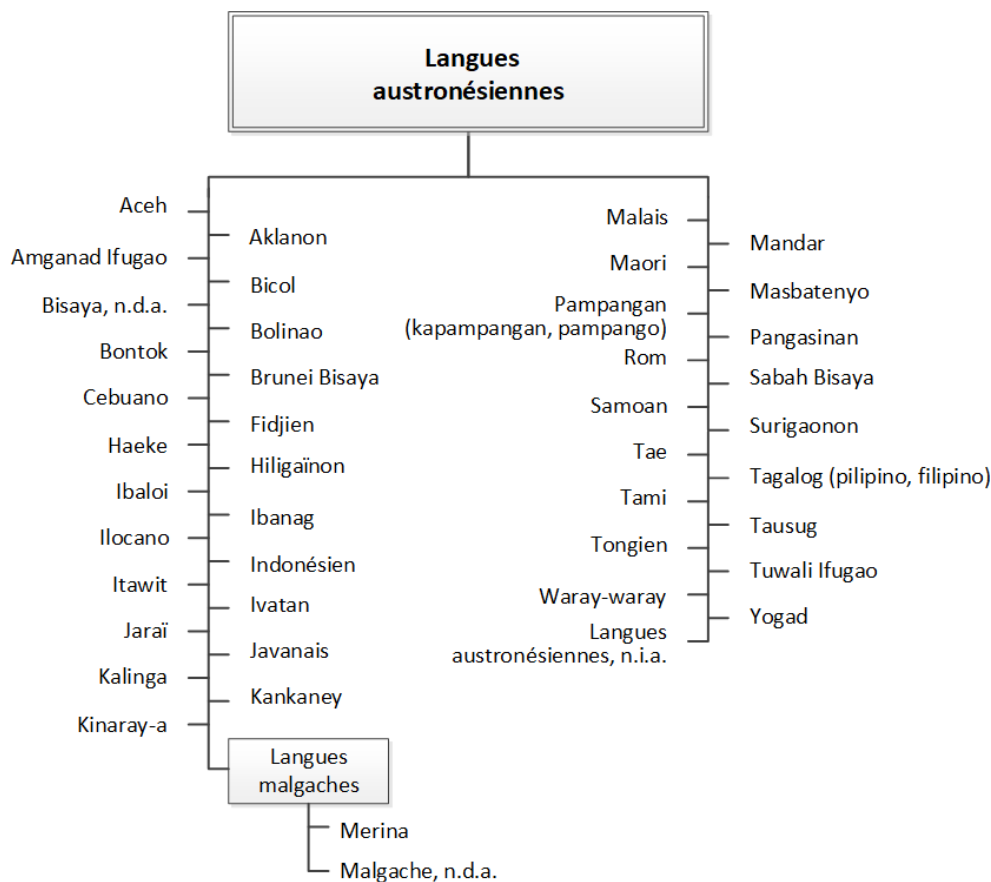 Langues
austronésiennes
Aceh
Aklanon
Amganad Ifugao
Bicol
Bisaya, n.d.a.
Bolinao
Bontok
Brunei Bisaya
Cebuano
Fidjien
Haeke
Hiligaïnon
Ibaloi
Ibanag
Ilocano
Indonésien
Itawit
Ivatan
Jaraï
Javanais
Kalinga
Kankaney
Kinaray-a
Langues
malgaches
Merina
Malgache, n.d.a.
Malais
Mandar
Maori
Masbatenyo
Pampangan
(kapampangan, pampango)
Pangasinan
Rom
Sabah Bisaya
Samoan
Surigaonon
Tae
Tagalog (pilipino, filipino)
Tami
Tausug
Tongien
Tuwali Ifugao
Waray-waray
Yogad
Langues
austronésiennes, n.i.a.